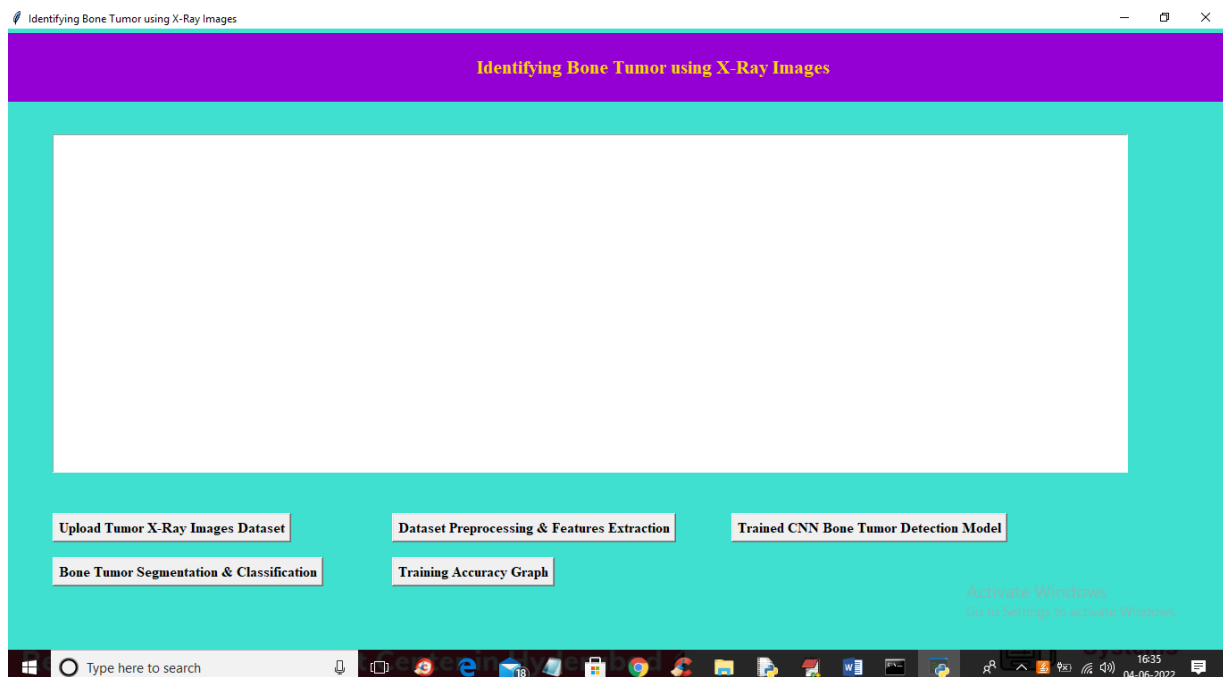 Identifying Bone Tumor using X-Ray Images
Identifying Bone Tumor using X-Ray Images
Upload Tumor X-Ray Images Dataset
Dataset Preprocessing & Features Extraction
Trained CNN Bone Tumor Detection Model
Bone Tumor Segmentation & Classification
Training Accuracy Graph
Activate Windows
Go to Settings to activate Windows.
Type here to search
18
16:35
04-06-2022